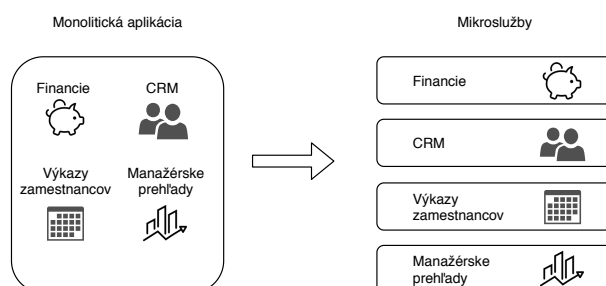 Monolitická aplikácia
Mikroslužby
Financie
CRM
Výkazy
zamestnancov
Manažérske
prehľady
Financie
CRM
Výkazy
zamestnancov
Manažérske
prehľady